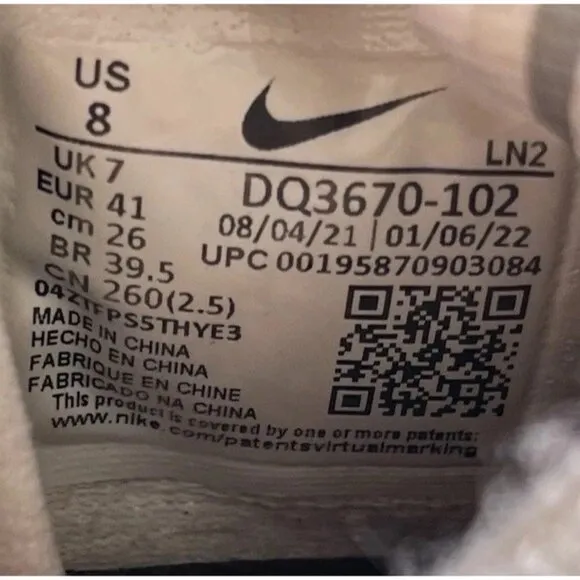 US
8
LN2
UK 7
EUR 41
cm 26
BR 39.5
CN 260(2.5)
DQ3670-102
08/04/21 | 01/06/22
UPC 00195870903084
04ZTFPS5THYE3
MADE IN CHINA
HECHO EN CHINA
FABRIQUE EN CHINE
FABRICADO NA CHINA
This product is covered by one or more patents:
www.nike.com/patentsvirtualmarking